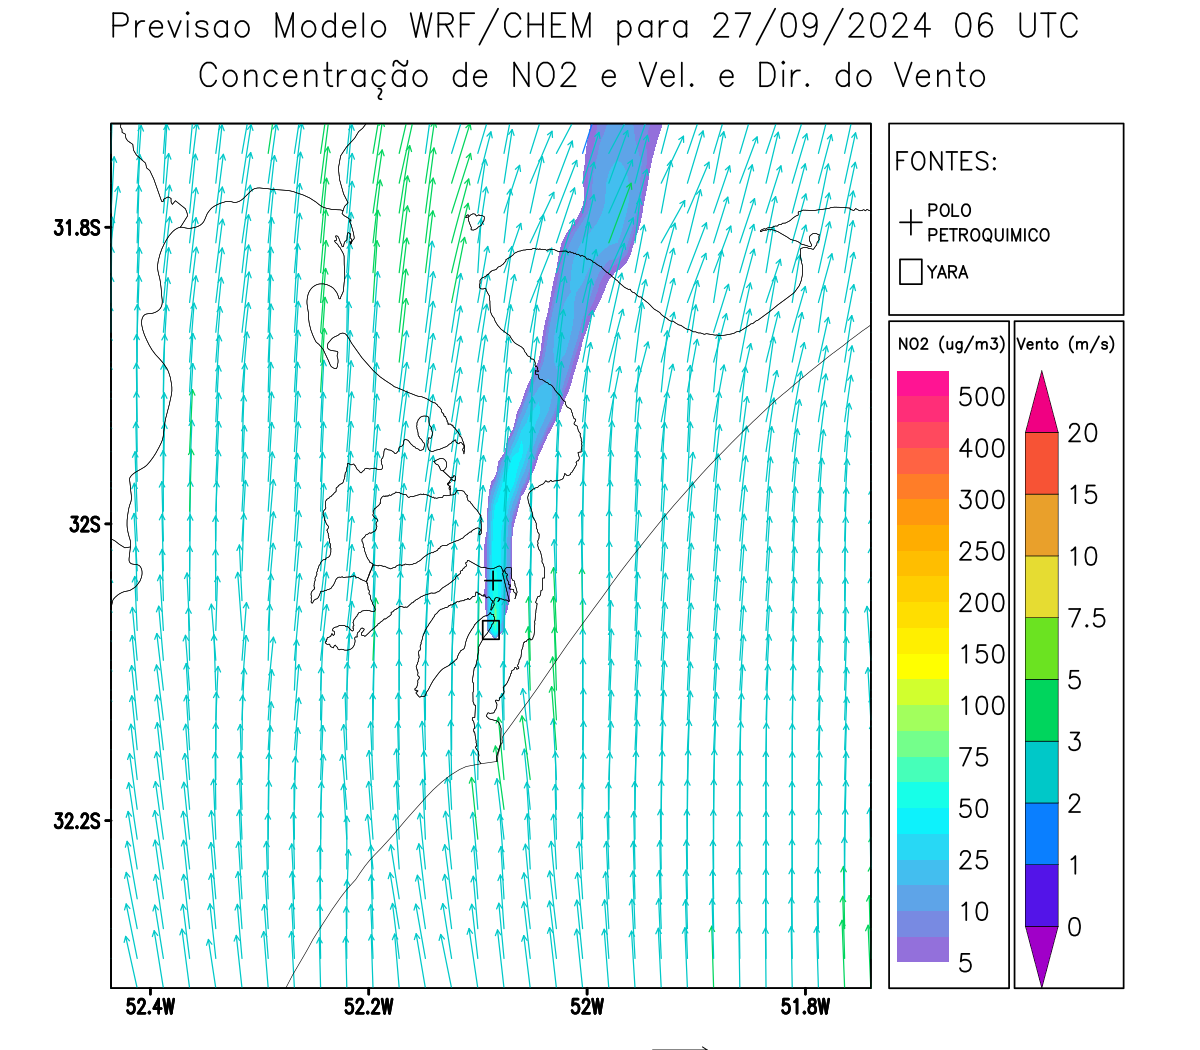 Previsao Modelo WRF/CHEM para 27/09/2024 06 UTC
Concentração de NO2 e Vel. e Dir. do Vento
FONTES:
POLO
PETROQUIMICO
YARA
NO2 (ug/m3)
500
400
300
250
200
150
100
75
50
25
10
5
Vento (m/s)
20
15
10
7.5
5
3
2
1
0
31.8S
32S
32.2S
52.4W
52.2W
52W
51.8W